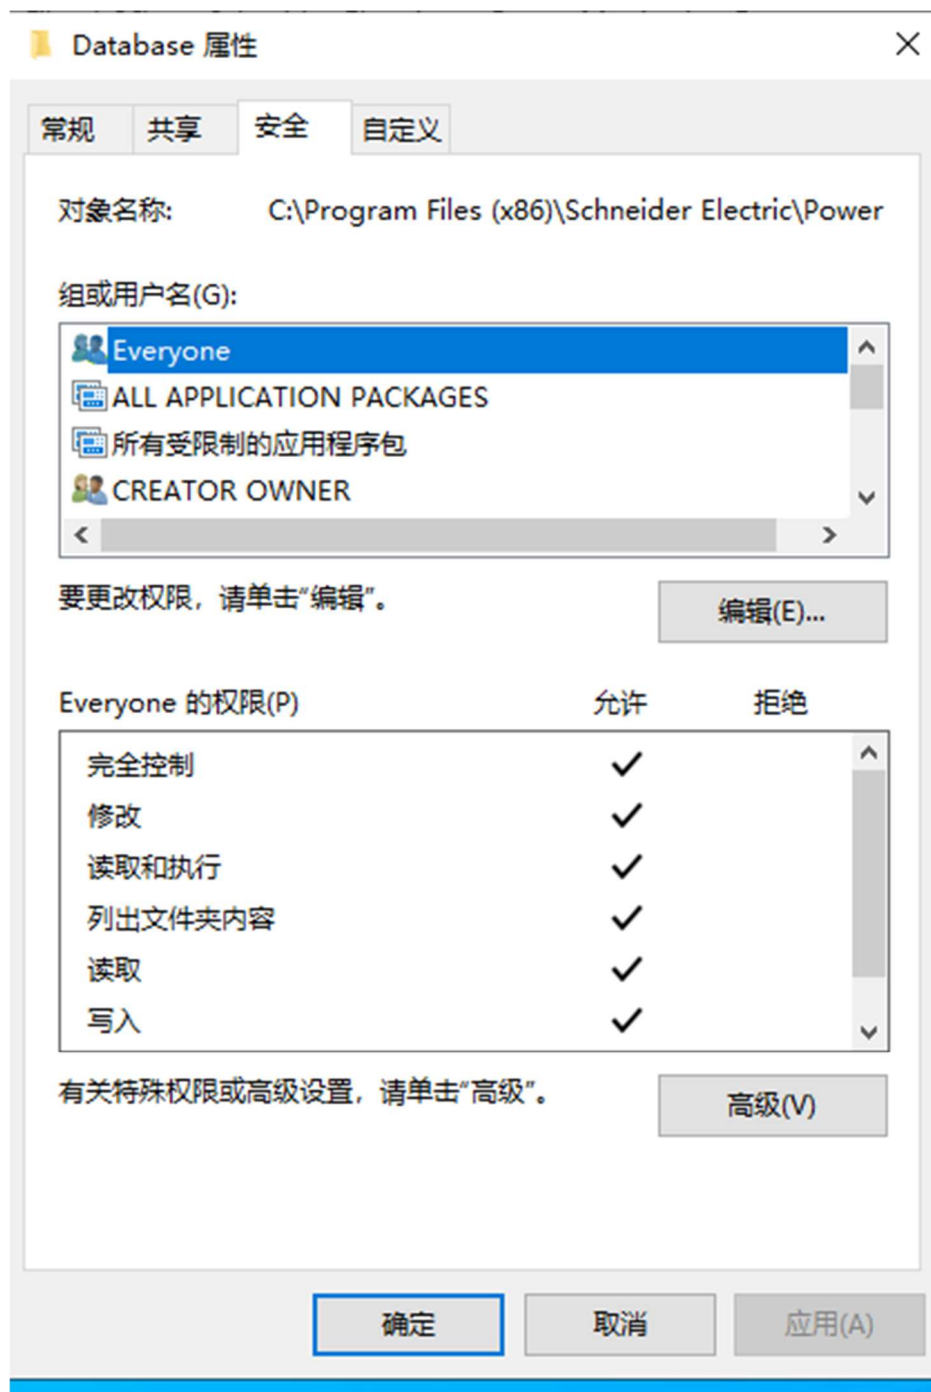 Database 属性
常规 共享 安全 自定义
对象名称: C:\Program Files (x86)\Schneider Electric\Power
组或用户名(G):
Everyone
ALL APPLICATION PACKAGES
所有受限制的应用程序包
CREATOR OWNER
要更改权限，请单击“编辑”。
编辑(E)...
Everyone 的权限(P) 允许 拒绝
完全控制
修改
读取和执行
列出文件夹内容
读取
写入
有关特殊权限或高级设置，请单击“高级”。
高级(V)
确定 取消 应用(A)